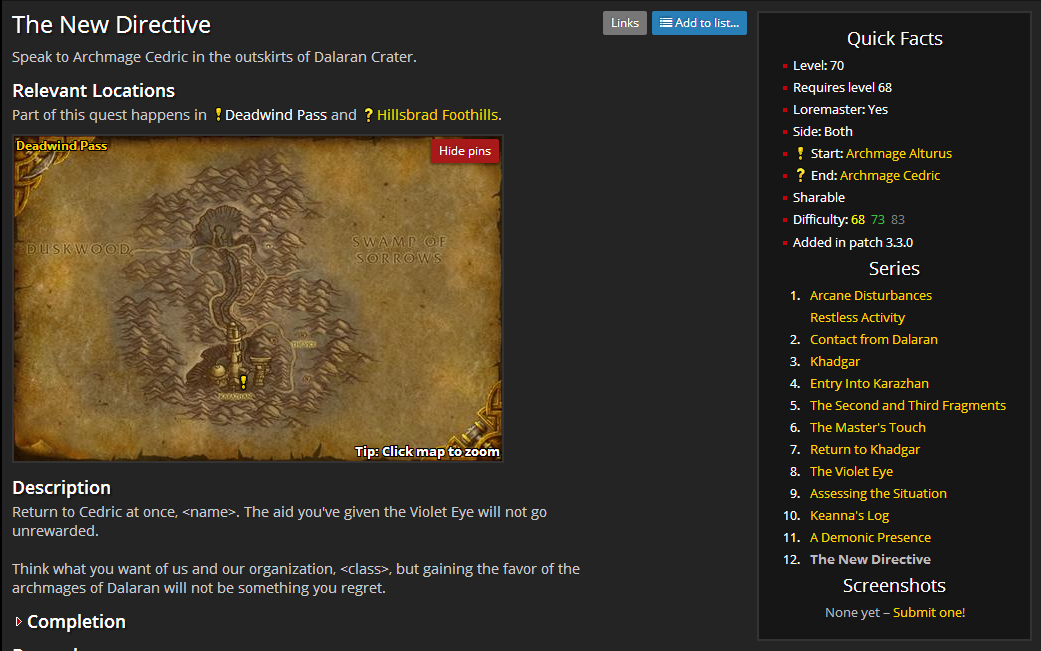 The New Directive
Links
Add to list...
Speak to Archmage Cedric in the outskirts of Dalaran Crater.
Relevant Locations
Part of this quest happens in ! Deadwind Pass and ? Hillsbrad Foothills.
Deadwind Pass
Hide pins
DUSKWOOD
SWAMP OF
SORROWS
THE VICE
KARAZHAN
Tip: Click map to zoom
Description
Return to Cedric at once, <name>. The aid you've given the Violet Eye will not go
unrewarded.
Think what you want of us and our organization, <class>, but gaining the favor of the
archmages of Dalaran will not be something you regret.
Completion
Quick Facts
Level: 70
Requires level 68
Loremaster: Yes
Side: Both
! Start: Archmage Alturus
? End: Archmage Cedric
Sharable
Difficulty: 68 73 83
Added in patch 3.3.0
Series
1. Arcane Disturbances
Restless Activity
2. Contact from Dalaran
3. Khadgar
4. Entry Into Karazhan
5. The Second and Third Fragments
6. The Master's Touch
7. Return to Khadgar
8. The Violet Eye
9. Assessing the Situation
10. Keanna's Log
11. A Demonic Presence
12. The New Directive
Screenshots
None yet – Submit one!